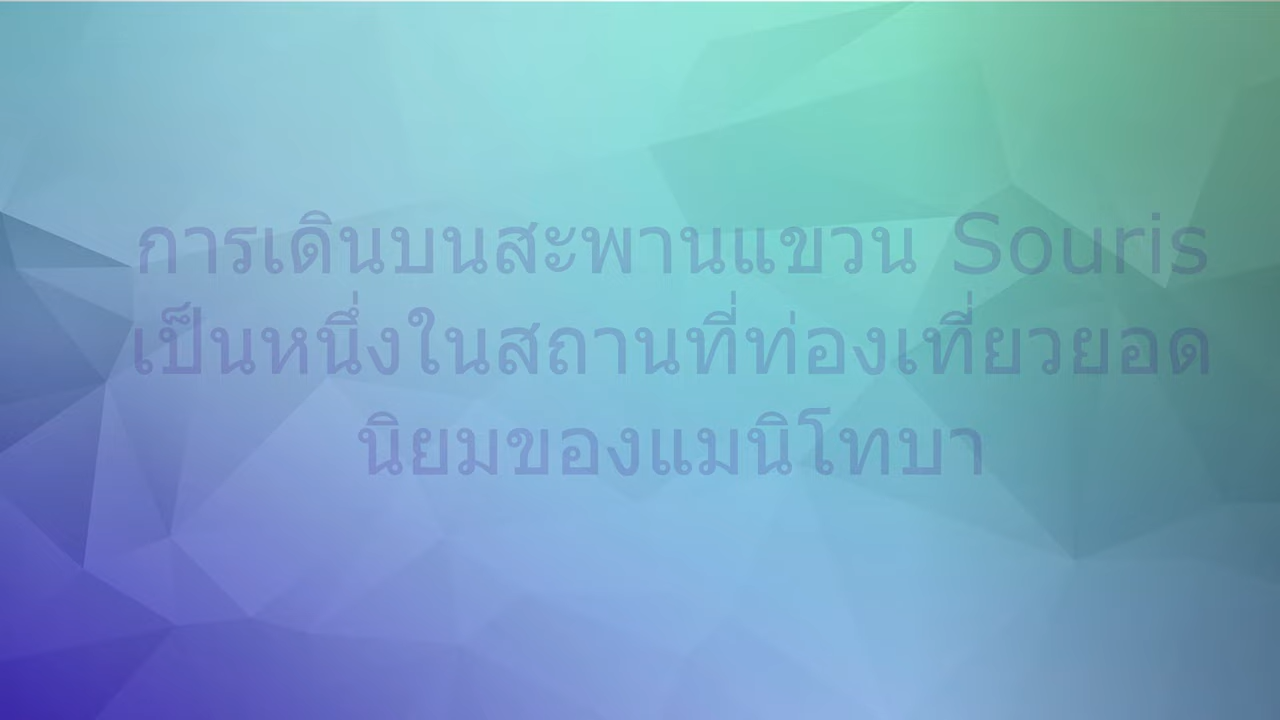 การเดินบนสะพานแขวน Souris
เป็นหนึ่งในสถานที่ท่องเที่ยวยอด
นิยมของแมนิโทบา